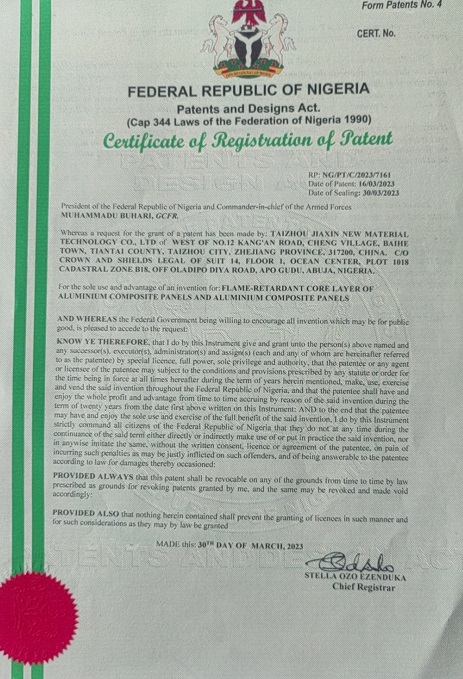 Form Patents No. 4
CERT. No.
FEDERAL REPUBLIC OF NIGERIA
Patents and Designs Act.
(Cap 344 Laws of the Federation of Nigeria 1990)
Certificate of Registration of Patent
RP: NG/PT/C/2023/7161
Date of Patent: 16/03/2023
Date of Sealing: 30/03/2023
President of the Federal Republic of Nigeria and Commander-in-chief of the Armed Forces
MUHAMMADU BUHARI, GCFR.
Whereas a request for the grant of a patent has been made by: TAIZHOU JIAXIN NEW MATERIAL
TECHNOLOGY CO., LTD of WEST OF NO.12 KANG'AN ROAD, CHENG VILLAGE, BAIHE
TOWN, TIANTAI COUNTY, TAIZHOU CITY, ZHEJIANG PROVINCE, 317200, CHINA. C/O
CROWN AND SHIELDS LEGAL OF SUIT 14, FLOOR 1, OCEAN CENTER, PLOT 1018
CADASTRAL ZONE B18, OFF OLADIPO DIYA ROAD, APO GUDU, ABUJA, NIGERIA.
For the sole use and advantage of an invention for: FLAME-RETARDANT CORE LAYER OF
ALUMINIUM COMPOSITE PANELS AND ALUMINIUM COMPOSITE PANELS
AND WHEREAS the Federal Government being willing to encourage all invention which may be for public
good, is pleased to accede to the request:
KNOW YE THEREFORE, that I do by this Instrument give and grant unto the person(s) above named and
any successor(s), executor(s), administrator(s) and assign(s) (each and any of whom are hereinafter referred
to as the patentee) by special licence, full power, sole privilege and authority, that the patentee or any agent
or licensee of the patentee may subject to the conditions and provisions prescribed by any statute or order for
the time being in force at all times hereafter during the term of years herein mentioned, make, use, exercise
and vend the said invention throughout the Federal Republic of Nigeria, and that the patentee shall have and
enjoy the whole profit and advantage from time to time accruing by reason of the said invention during the
term of twenty years from the date first above written on this Instrument: AND to the end that the patentee
may have and enjoy the sole use and exercise of the full benefit of the said invention, I do by this Instrument
strictly command all citizens of the Federal Republic of Nigeria that they do not at any time during the
continuance of the said term either directly or indirectly make use of or put in practice the said invention, nor
in anywise imitate the same, without the written consent, licence or agreement of the patentee, on pain of
incurring such penalties as may be justly inflicted on such offenders, and of being answerable to the patentee
according to law for damages thereby occasioned:
PROVIDED ALWAYS that this patent shall be revocable on any of the grounds from time to time by law
prescribed as grounds for revoking patents granted by me, and the same may be revoked and made void
accordingly:
PROVIDED ALSO that nothing herein contained shall prevent the granting of licences in such manner and
for such considerations as they may by law be granted
MADE this: 30TH DAY OF MARCH, 2023
STELLA OZO EZENDUKA
Chief Registrar